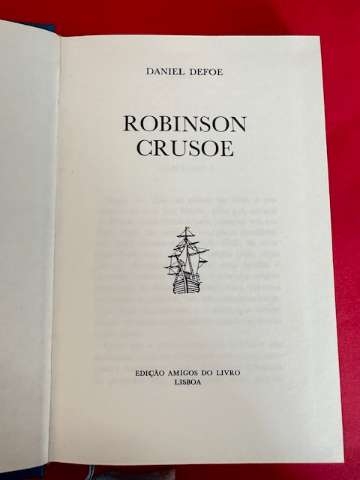 DANIEL DEFOE
ROBINSON
CRUSOE
EDIÇÃO AMIGOS DO LIVRO
LISBOA